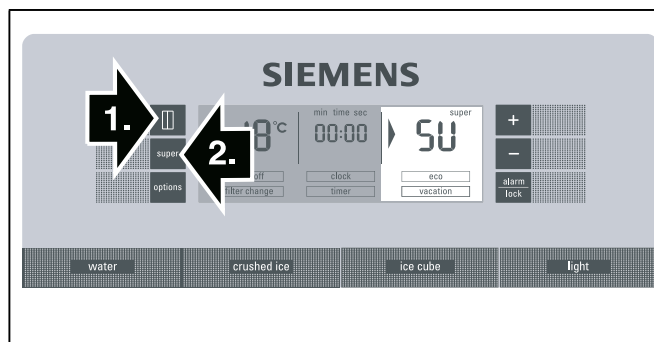 SIEMENS
1.
2.
super
options
8°C
min time sec
00:00
super
SU
off
clock
eco
filter change
timer
vacation
+
−
alarm
lock
water
crushed ice
ice cube
light